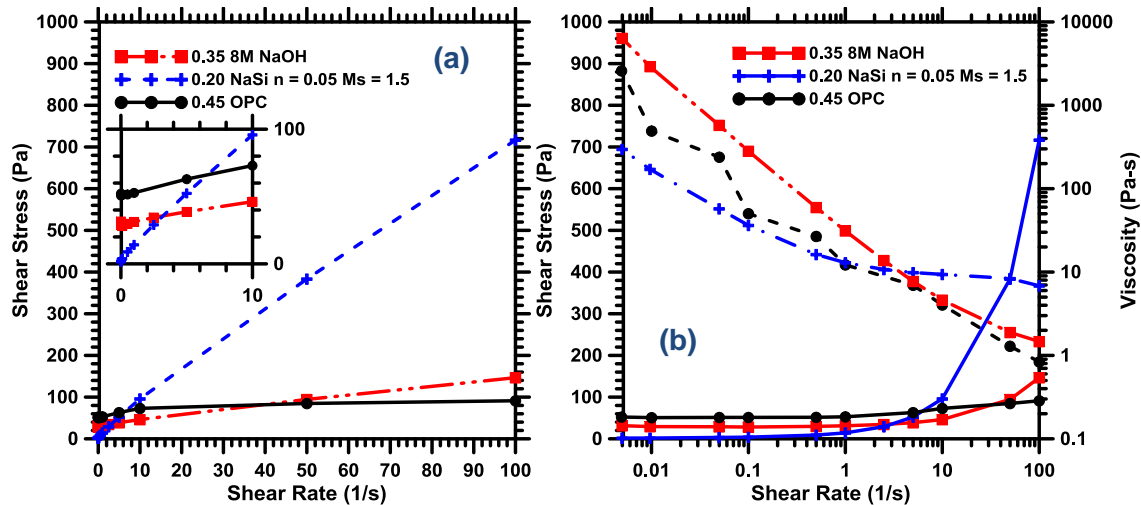 1000
900
800
700
600
500
400
300
200
100
0
Shear Stress (Pa)
(a)
0.35 8M NaOH
0.20 NaSi n = 0.05 Ms = 1.5
0.45 OPC
100
0
0
10
0 10 20 30 40 50 60 70 80 90 100
Shear Rate (1/s)
1000
900
800
700
600
500
400
300
200
100
0
Shear Stress (Pa)
0.35 8M NaOH
0.20 NaSi n = 0.05 Ms = 1.5
0.45 OPC
(b)
0.01 0.1 1 10 100
Shear Rate (1/s)
10000
1000
100
10
1
0.1
Viscosity (Pa-s)